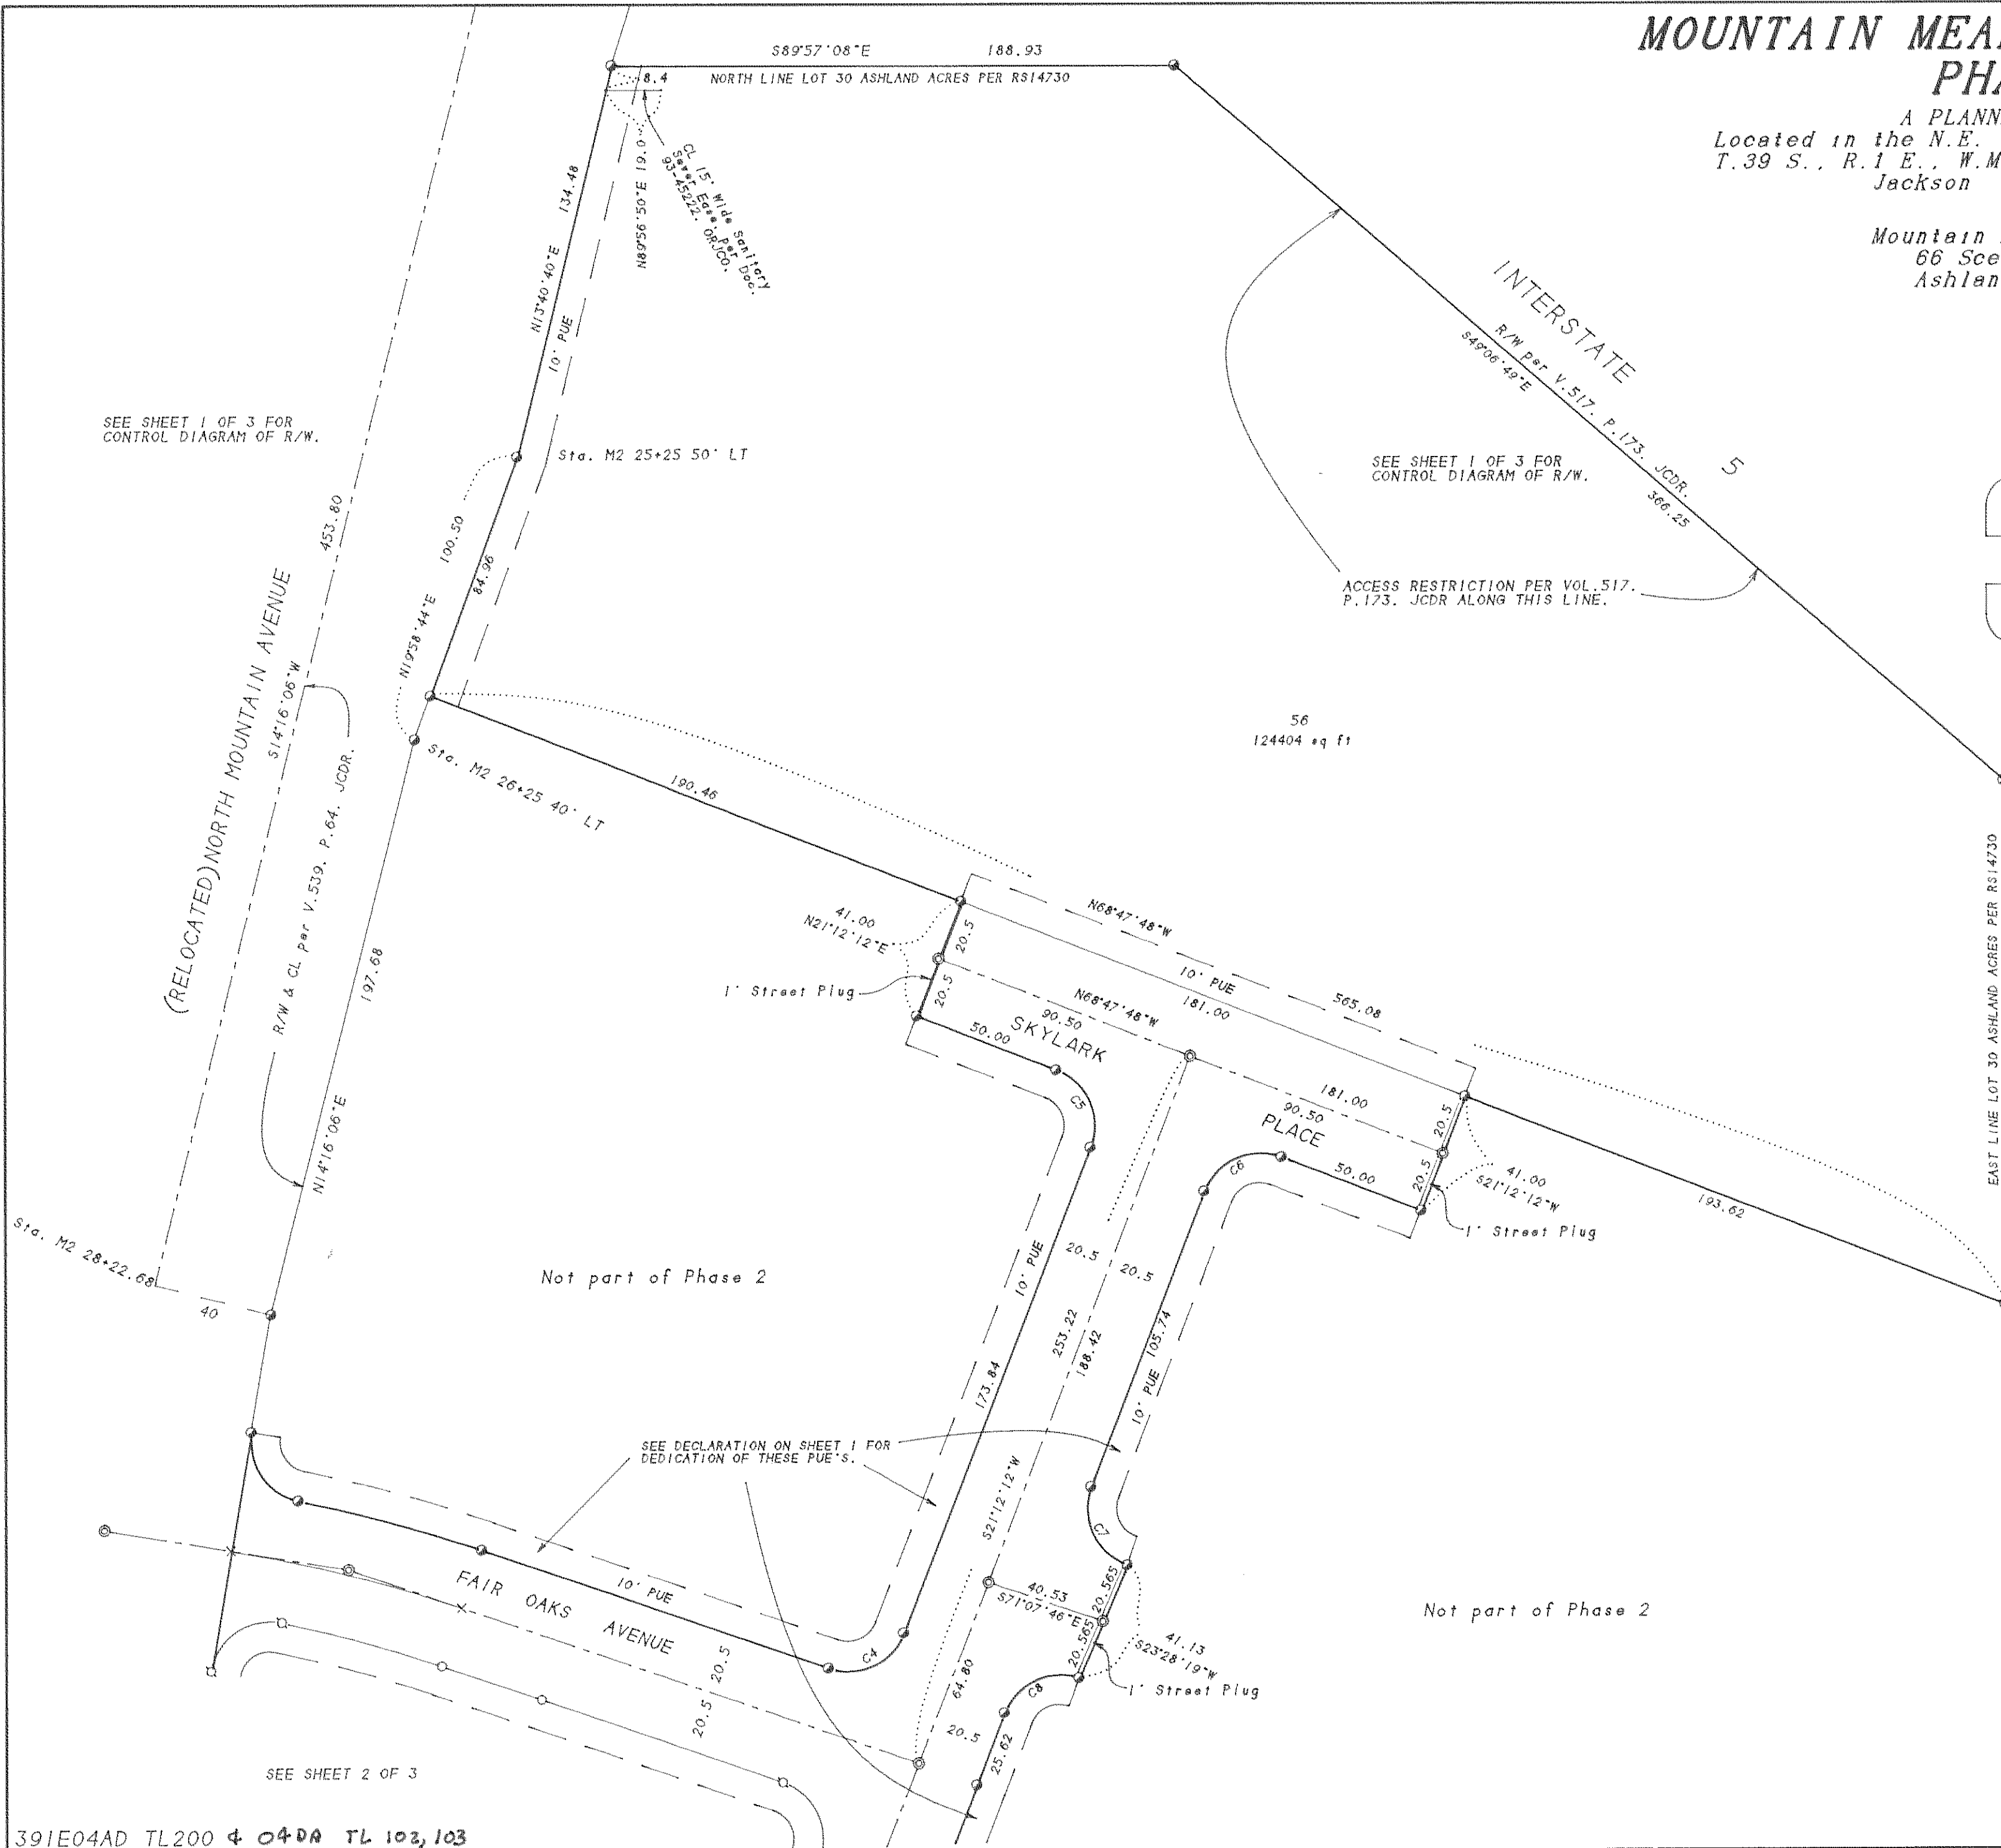 MOUNTAIN MEA
PHA
A PLANN
Located in the N.E.
T.39 S., R.1 E., W.M
Jackson
Mountain
66 Sce
Ashlan
S89°57'08"E 188.93
NORTH LINE LOT 30 ASHLAND ACRES PER RS14730
8.4
CL 15' Wide Sanitary
Sewer Ease. Per Doc.
93-45222, ORJCO.
N89°56'50"E 19.0
134.48
N13°40'40"E
10' PUE
INTERSTATE
5
R/W per V.517, P.173, JCDR.
S49°06'49"E
366.25
SEE SHEET 1 OF 3 FOR
CONTROL DIAGRAM OF R/W.
Sta. M2 25+25 50' LT
SEE SHEET 1 OF 3 FOR
CONTROL DIAGRAM OF R/W.
453.80
100.50
84.96
N19°58'44"E
ACCESS RESTRICTION PER VOL.517,
P.173, JCDR ALONG THIS LINE.
(RELOCATED) NORTH MOUNTAIN AVENUE
S14°16'06"W
R/W & CL per V.539, P.64, JCDR.
56
124404 sq ft
Sta. M2 26+25 40' LT
190.46
EAST LINE LOT 30 ASHLAND ACRES PER RS14730
41.00
N21°12'12"E
20.5
20.5
N68°47'48"W
10' PUE
181.00
565.08
1' Street Plug
N68°47'48"W
90.50
50.00
SKYLARK
197.68
C5
181.00
90.50
PLACE
20.5
20.5
41.00
S21°12'12"W
C6
50.00
1' Street Plug
193.62
N14°16'06"E
Sta. M2 28+22.68
40
Not part of Phase 2
10' PUE
20.5
20.5
253.22
188.42
105.74
10' PUE
173.84
SEE DECLARATION ON SHEET 1 FOR
DEDICATION OF THESE PUE'S.
S21°12'12"W
C7
10' PUE
FAIR OAKS
AVENUE
20.5
20.5
C4
40.53
S71°07'46"E
20.565
20.565
41.13
S23°28'19"W
1' Street Plug
Not part of Phase 2
64.80
C8
20.5
25.62
SEE SHEET 2 OF 3
391E04AD TL200 & 04DA TL 102, 103